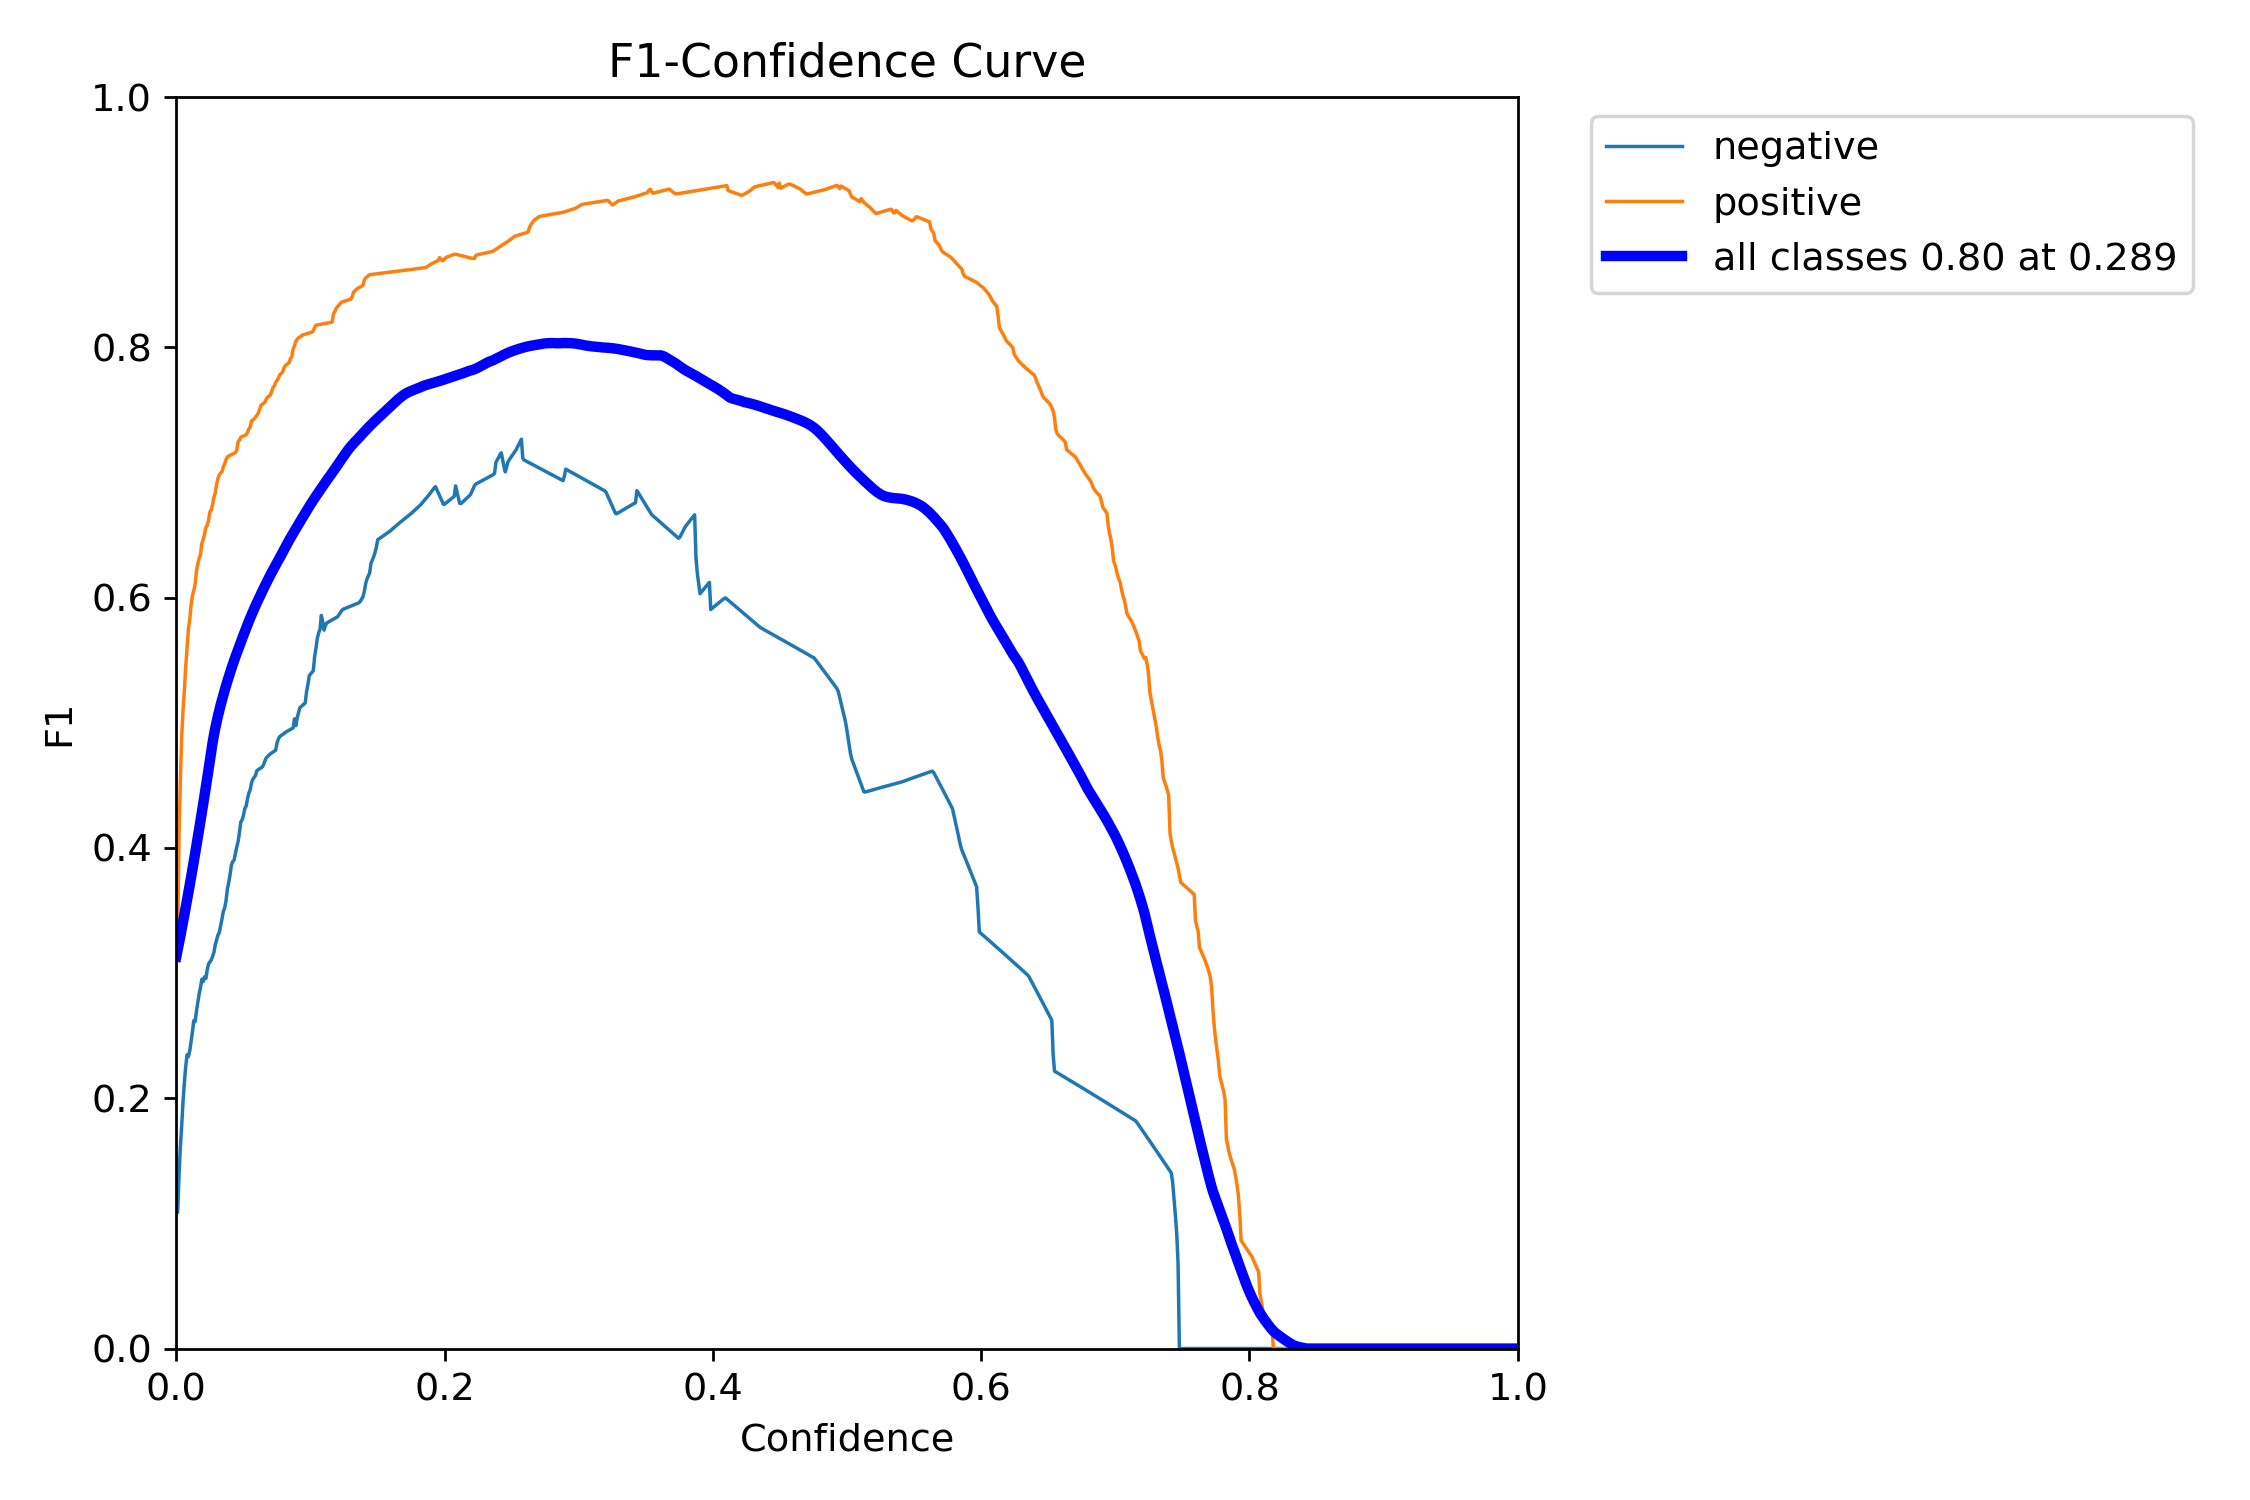 F1-Confidence Curve
1.0
0.8
0.6
0.4
0.2
0.0
F1
0.0 0.2 0.4 0.6 0.8 1.0
Confidence
negative
positive
all classes 0.80 at 0.289